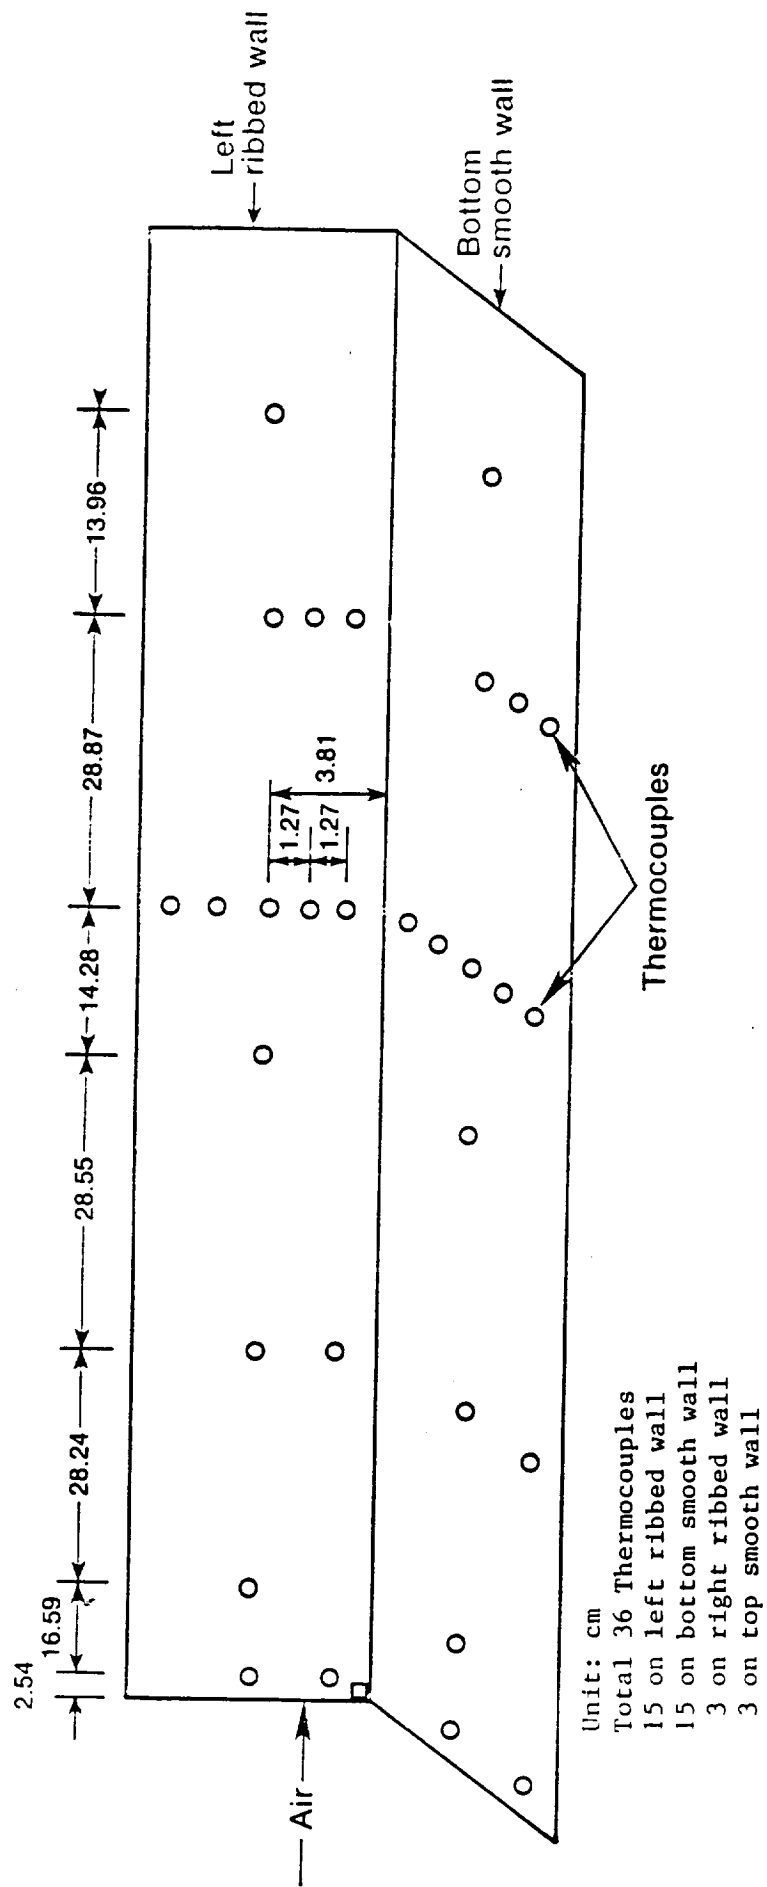 2.54
16.59
28.24
28.55
14.28
28.87
13.96
Left
ribbed wall
1.27
1.27
3.81
Air
Bottom
smooth wall
Thermocouples
Unit: cm
Total 36 Thermocouples
15 on left ribbed wall
15 on bottom smooth wall
3 on right ribbed wall
3 on top smooth wall